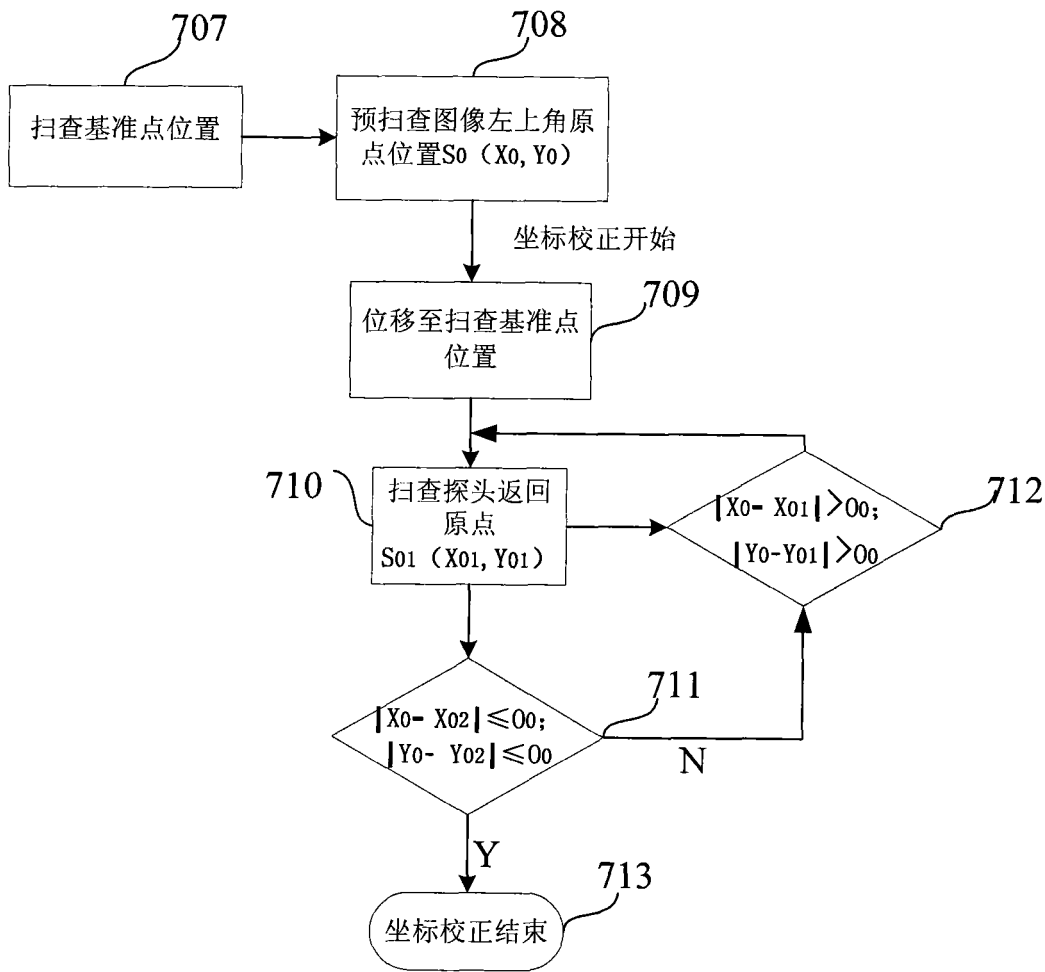 707
708
扫查基准点位置
预扫查图像左上角原
点位置S0（X0,Y0）
坐标校正开始
709
位移至扫查基准点
位置
710
扫查探头返回
原点
S01（X01,Y01）
712
|X0- X01|>O0;
|Y0-Y01|>O0
711
|X0- X02|≤O0;
|Y0- Y02|≤O0
N
Y
713
坐标校正结束